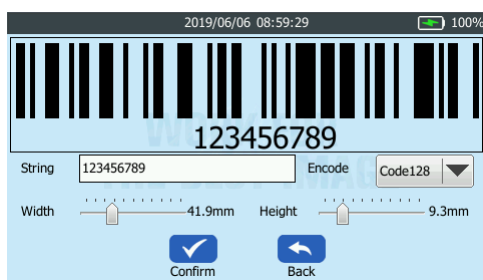 2019/06/06 08:59:29 100%
123456789
String 123456789 Encode Code128
Width 41.9mm Height 9.3mm
Confirm Back